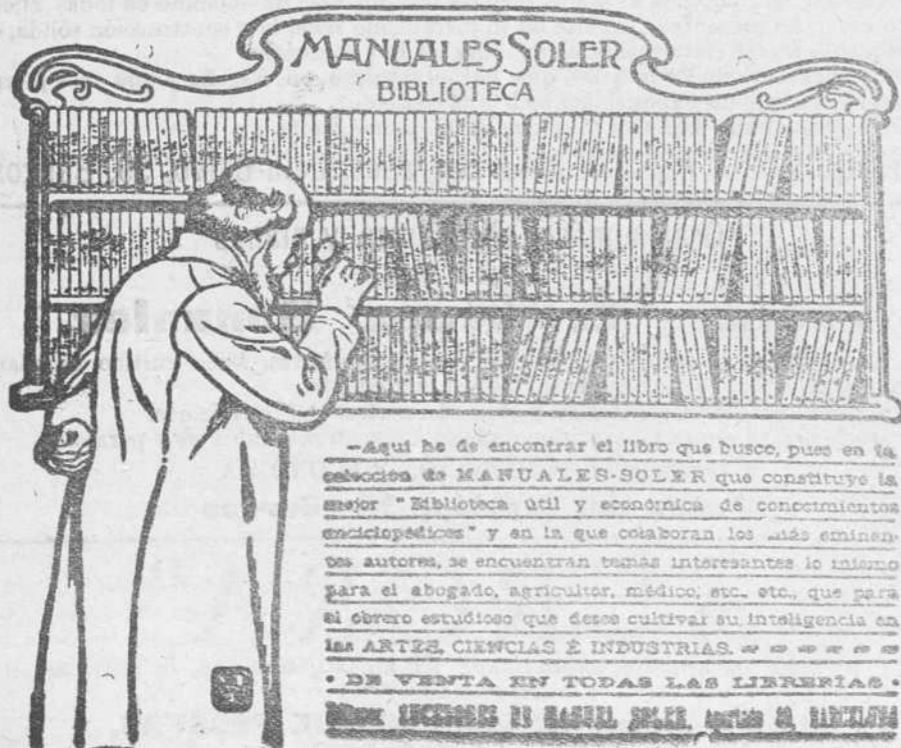 MANUALES SOLER
BIBLIOTECA
—Aquí he de encontrar el libro que busco, pues en la
colección de MANUALES-SOLER que constituye la
mejor "Biblioteca útil y económica de conocimientos
enciclopédicos" y en la que colaboran los más eminen-
tes autores, se encuentran temas interesantes lo mismo
para el abogado, agricultor, médico, etc., etc., que para
el obrero estudioso que desee cultivar su inteligencia en
las ARTES, CIENCIAS É INDUSTRIAS.
• DE VENTA EN TODAS LAS LIBRERÍAS •
SUCESORES DE MANUEL SOLER, Apartado 89, BARCELONA